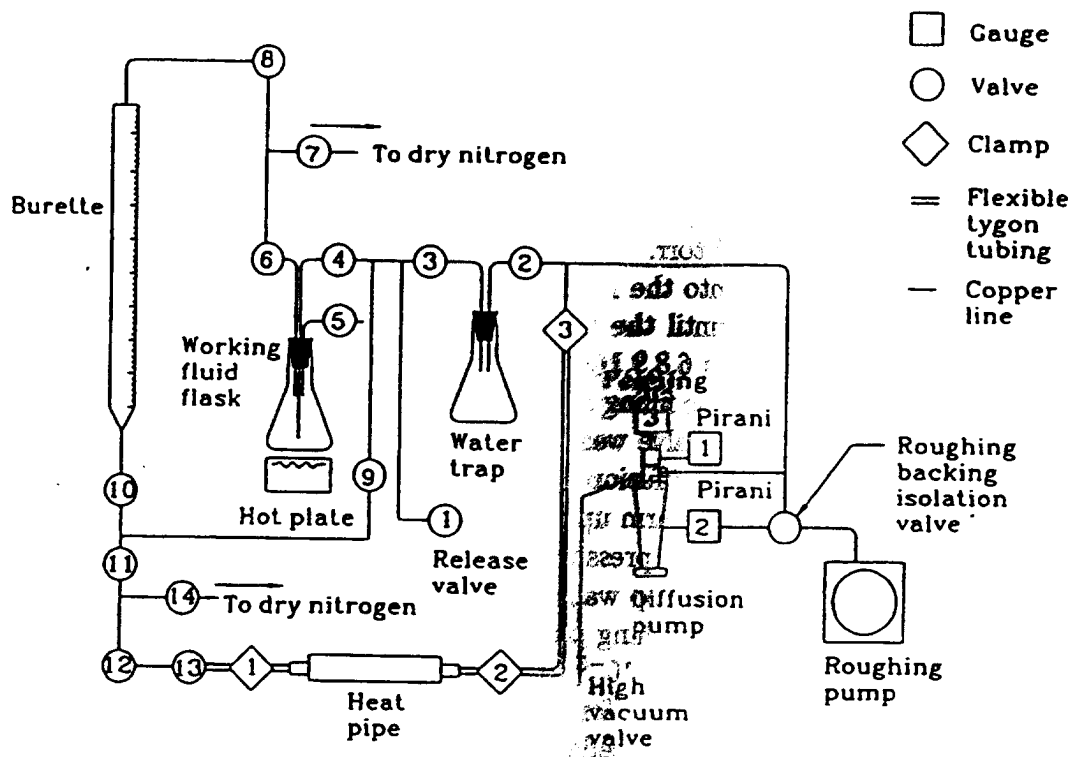 Gauge
Valve
Clamp
Flexible
tygon
tubing
Copper
line
8
7
To dry nitrogen
Burette
6
4
3
2
5
3
Working
fluid
flask
Water
trap
Hot plate
9
10
1
Release
valve
3
Pirani
1
Pirani
2
Roughing
backing
isolation
valve
11
14
To dry nitrogen
Diffusion
pump
12
13
1
2
Heat
pipe
High
vacuum
valve
Roughing
pump